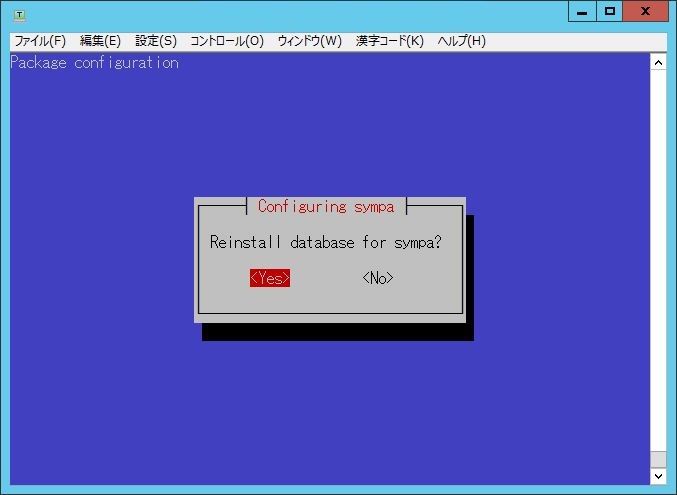 ファイル(F) 編集(E) 設定(S) コントロール(O) ウィンドウ(W) 漢字コード(K) ヘルプ(H)
Package configuration
Configuring sympa
Reinstall database for sympa?
<Yes> <No>